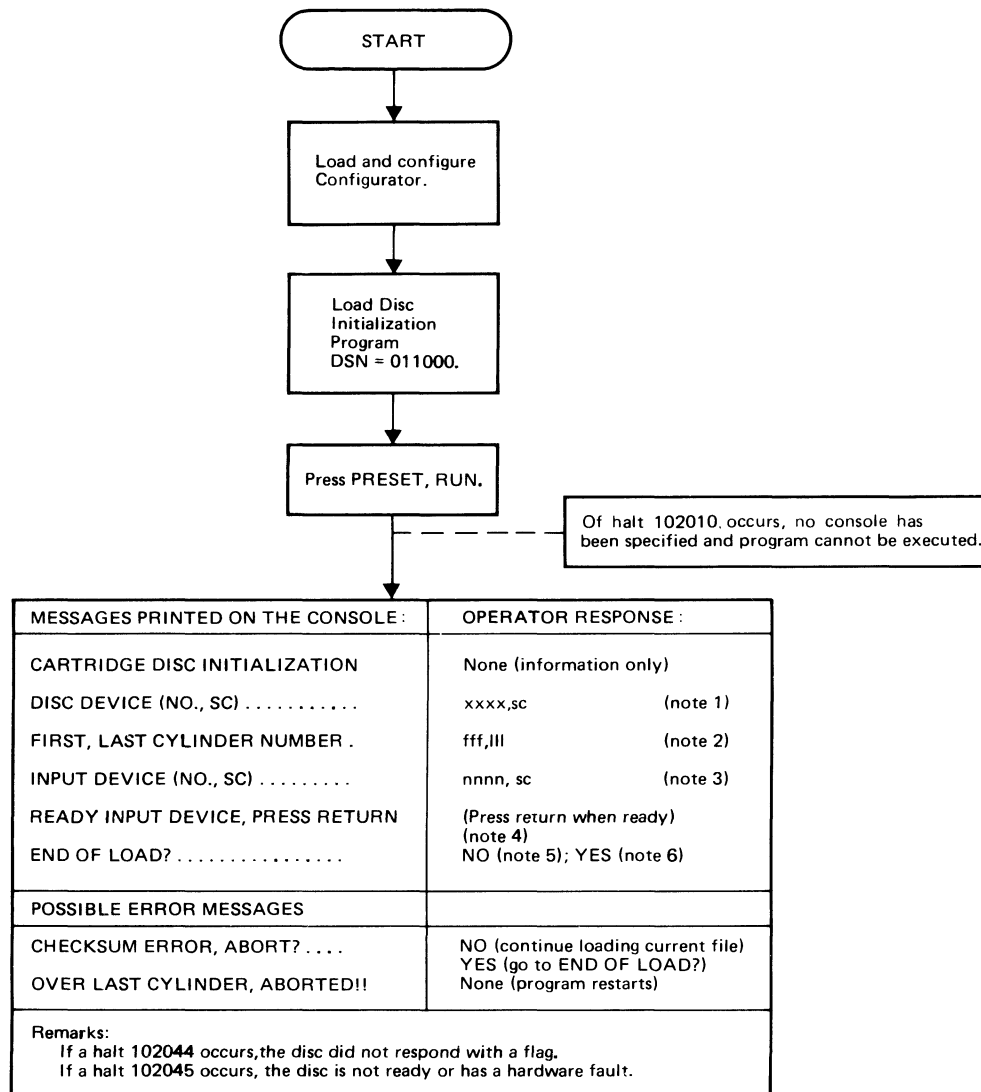 START
Load and configure
Configurator.
Load Disc
Initialization
Program
DSN = 011000.
Press PRESET, RUN.
Of halt 102010, occurs, no console has
been specified and program cannot be executed.
MESSAGES PRINTED ON THE CONSOLE: OPERATOR RESPONSE:
CARTRIDGE DISC INITIALIZATION None (information only)
DISC DEVICE (NO., SC) ........... xxxx,sc (note 1)
FIRST, LAST CYLINDER NUMBER . fff,lll (note 2)
INPUT DEVICE (NO., SC) ......... nnnn, sc (note 3)
READY INPUT DEVICE, PRESS RETURN (Press return when ready)
(note 4)
END OF LOAD? ................ NO (note 5); YES (note 6)
POSSIBLE ERROR MESSAGES
CHECKSUM ERROR, ABORT? .... NO (continue loading current file)
YES (go to END OF LOAD?)
OVER LAST CYLINDER, ABORTED!! None (program restarts)
Remarks:
If a halt 102044 occurs,the disc did not respond with a flag.
If a halt 102045 occurs, the disc is not ready or has a hardware fault.